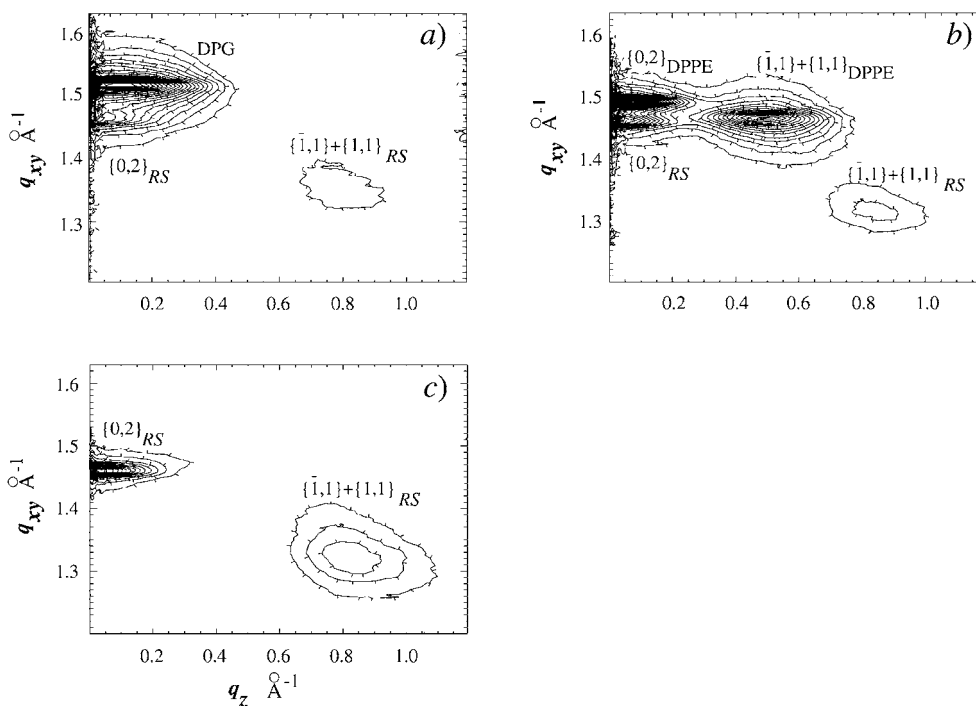 a)
1.6
1.5
1.4
1.3
q_xy Å⁻¹
DPG
{0,2}_RS
{1̄,1}+{1,1}_RS
0.2 0.4 0.6 0.8 1.0
b)
1.6
1.5
1.4
1.3
q_xy Å⁻¹
{0,2}_DPPE
{1̄,1}+{1,1}_DPPE
{0,2}_RS
{1̄,1}+{1,1}_RS
0.2 0.4 0.6 0.8 1.0
c)
1.6
1.5
1.4
1.3
q_xy Å⁻¹
{0,2}_RS
{1̄,1}+{1,1}_RS
0.2 0.4 0.6 0.8 1.0
q_z Å⁻¹